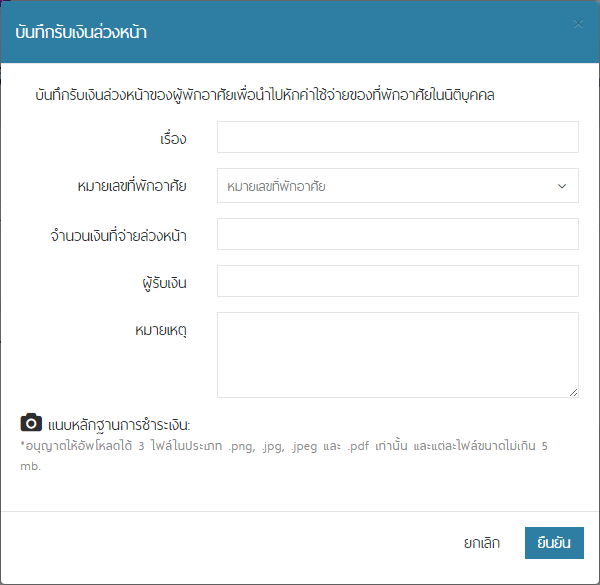 บันทึกรับเงินล่วงหน้า
บันทึกรับเงินล่วงหน้าของผู้พักอาศัยเพื่อนำไปหักค่าใช้จ่ายของที่พักอาศัยในนิติบุคคล
เรื่อง
หมายเลขที่พักอาศัย หมายเลขที่พักอาศัย
จำนวนเงินที่จ่ายล่วงหน้า
ผู้รับเงิน
หมายเหตุ
แนบหลักฐานการชำระเงิน:
*อนุญาตให้อัพโหลดได้ 3 ไฟล์ในประเภท .png, .jpg, .jpeg และ .pdf เท่านั้น และแต่ละไฟล์ขนาดไม่เกิน 5
mb.
ยกเลิก ยืนยัน